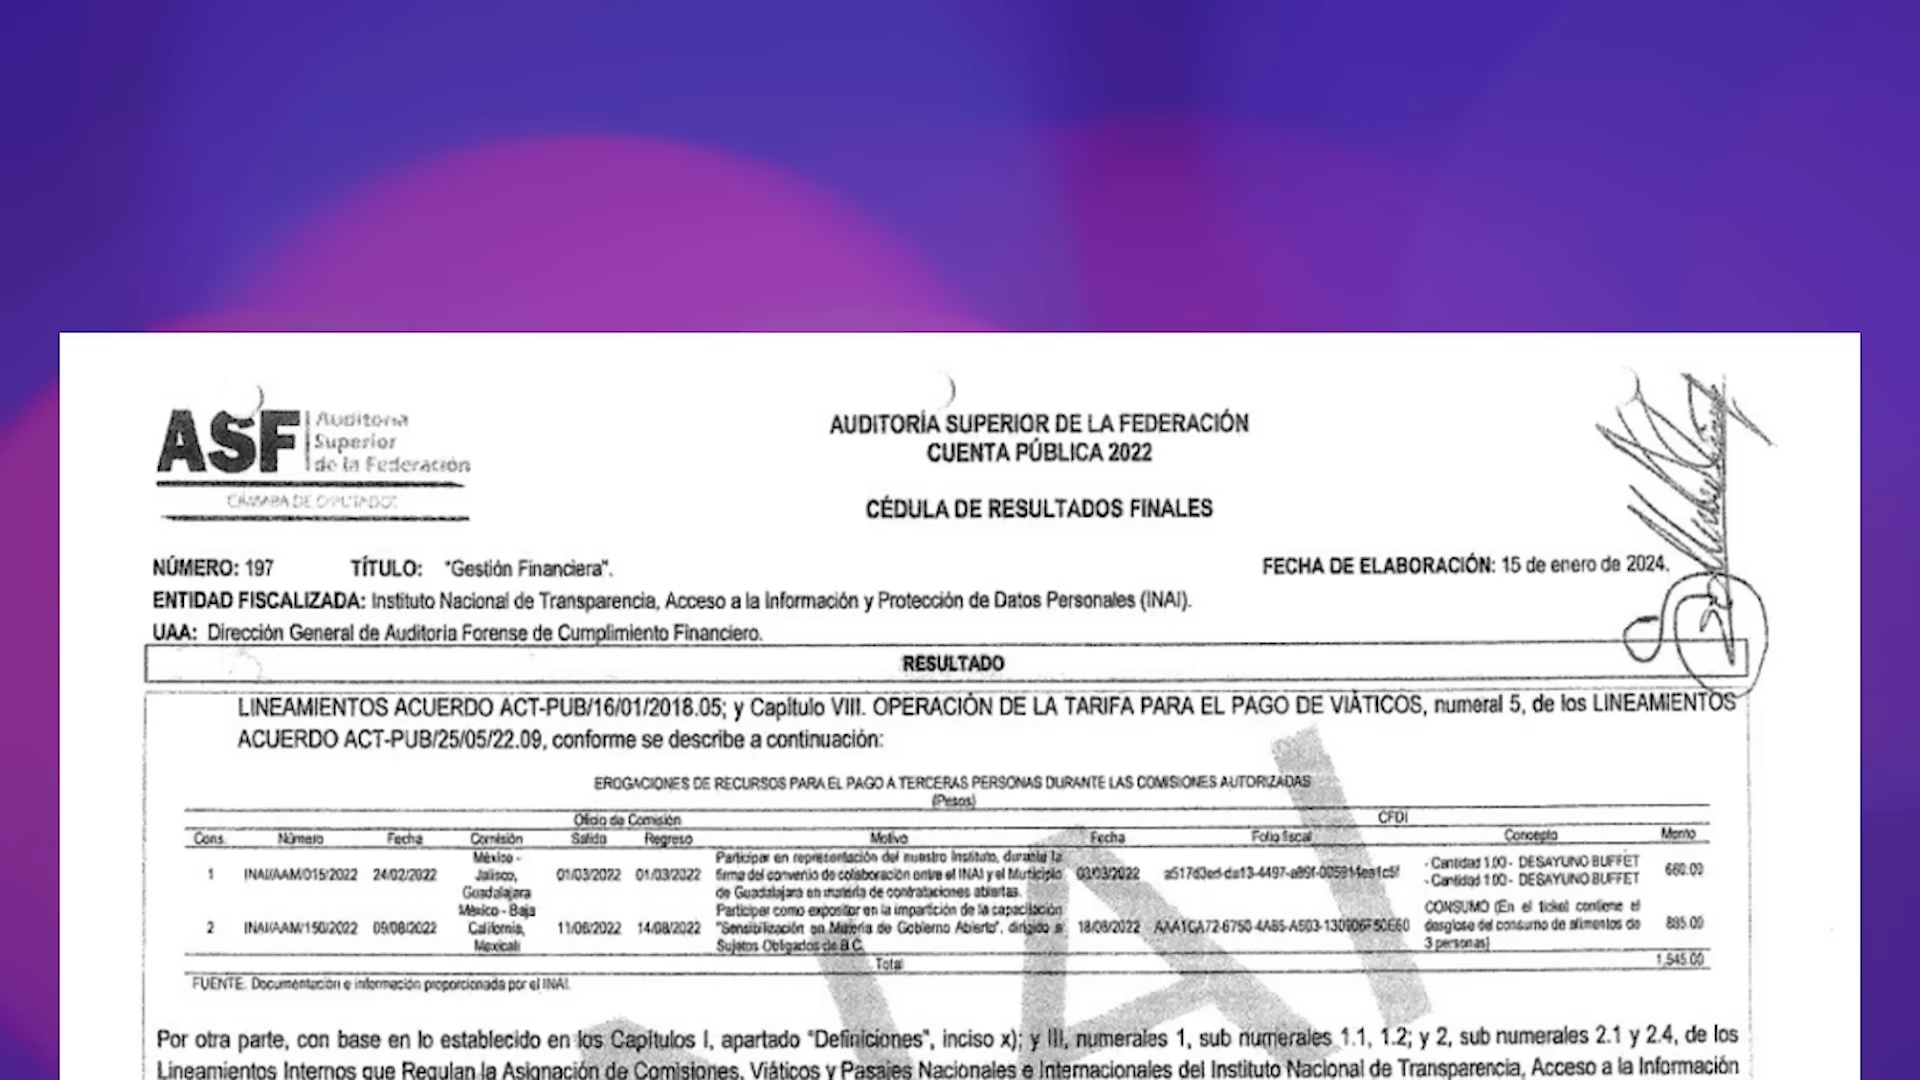 ASF
Auditoría
Superior
de la Federación
CÁMARA DE DIPUTADOS
AUDITORÍA SUPERIOR DE LA FEDERACIÓN
CUENTA PÚBLICA 2022
CÉDULA DE RESULTADOS FINALES
NÚMERO: 197 TÍTULO: "Gestión Financiera". FECHA DE ELABORACIÓN: 15 de enero de 2024.
ENTIDAD FISCALIZADA: Instituto Nacional de Transparencia, Acceso a la Información y Protección de Datos Personales (INAI).
UAA: Dirección General de Auditoría Forense de Cumplimiento Financiero.
RESULTADO
LINEAMIENTOS ACUERDO ACT-PUB/16/01/2018.05; y Capítulo VIII. OPERACIÓN DE LA TARIFA PARA EL PAGO DE VIÁTICOS, numeral 5, de los LINEAMIENTOS
ACUERDO ACT-PUB/25/05/22.09, conforme se describe a continuación:
EROGACIONES DE RECURSOS PARA EL PAGO A TERCERAS PERSONAS DURANTE LAS COMISIONES AUTORIZADAS
(Pesos)
Oficio de Comisión CFDI
Cons. Número Fecha Comisión Salida Regreso Motivo Fecha Folio fiscal Concepto Monto
1 INAI/AAM/015/2022 24/02/2022 México - Jalisco, Guadalajara 01/03/2022 01/03/2022 Participar en representación del nuestro Instituto, durante la firma del convenio de colaboración entre el INAI y el Municipio de Guadalajara en materia de contrataciones abiertas. 03/03/2022 - Cantidad 1.00 - DESAYUNO BUFFET - Cantidad 1.00 - DESAYUNO BUFFET 660.00
2 INAI/AAM/150/2022 09/08/2022 México - Baja California, Mexicali 14/08/2022 Participar como expositor en la impartición de la capacitación "Sensibilización en Materia de Gobierno Abierto", dirigido a Sujetos Obligados de B.C. 18/08/2022 CONSUMO (En el ticket contiene el desglose del consumo de alimentos de 3 personas) 885.00
Total 1,545.00
FUENTE. Documentación e información proporcionada por el INAI.
Por otra parte, con base en lo establecido en los Capítulos I, apartado "Definiciones", inciso x); y III, numerales 1, sub numerales 1.1, 1.2; y 2, sub numerales 2.1 y 2.4, de los
Lineamientos Internos que Regulan la Asignación de Comisiones, Viáticos y Pasajes Nacionales e Internacionales del Instituto Nacional de Transparencia, Acceso a la Información